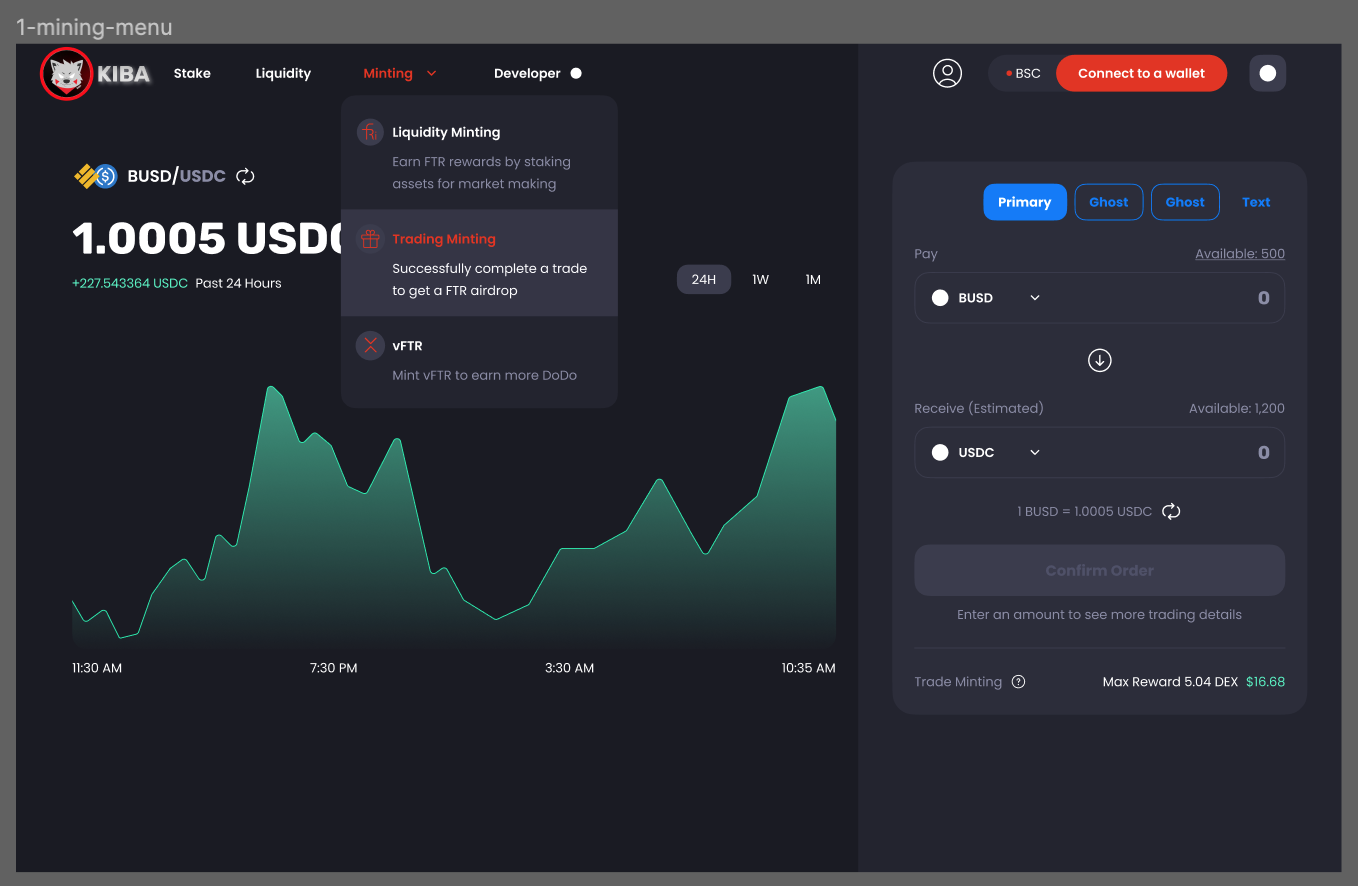 1-mining-menu
KIBA
Stake
Liquidity
Minting
Developer
BSC
Connect to a wallet
Liquidity Minting
Earn FTR rewards by staking
assets for market making
Trading Minting
Successfully complete a trade
to get a FTR airdrop
vFTR
Mint vFTR to earn more DoDo
BUSD/USDC
1.0005 USDC
+227.543364 USDC Past 24 Hours
24H
1W
1M
11:30 AM
7:30 PM
3:30 AM
10:35 AM
Primary
Ghost
Ghost
Text
Pay
Available: 500
BUSD
0
Receive (Estimated)
Available: 1,200
USDC
0
1 BUSD = 1.0005 USDC
Confirm Order
Enter an amount to see more trading details
Trade Minting
Max Reward 5.04 DEX $16.68